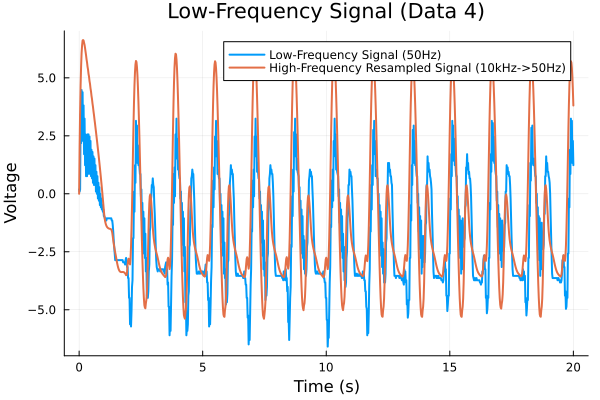 Low-Frequency Signal (Data 4)
Low-Frequency Signal (50Hz)
High-Frequency Resampled Signal (10kHz->50Hz)
Voltage
5.0
2.5
0.0
−2.5
−5.0
0
5
10
15
20
Time (s)